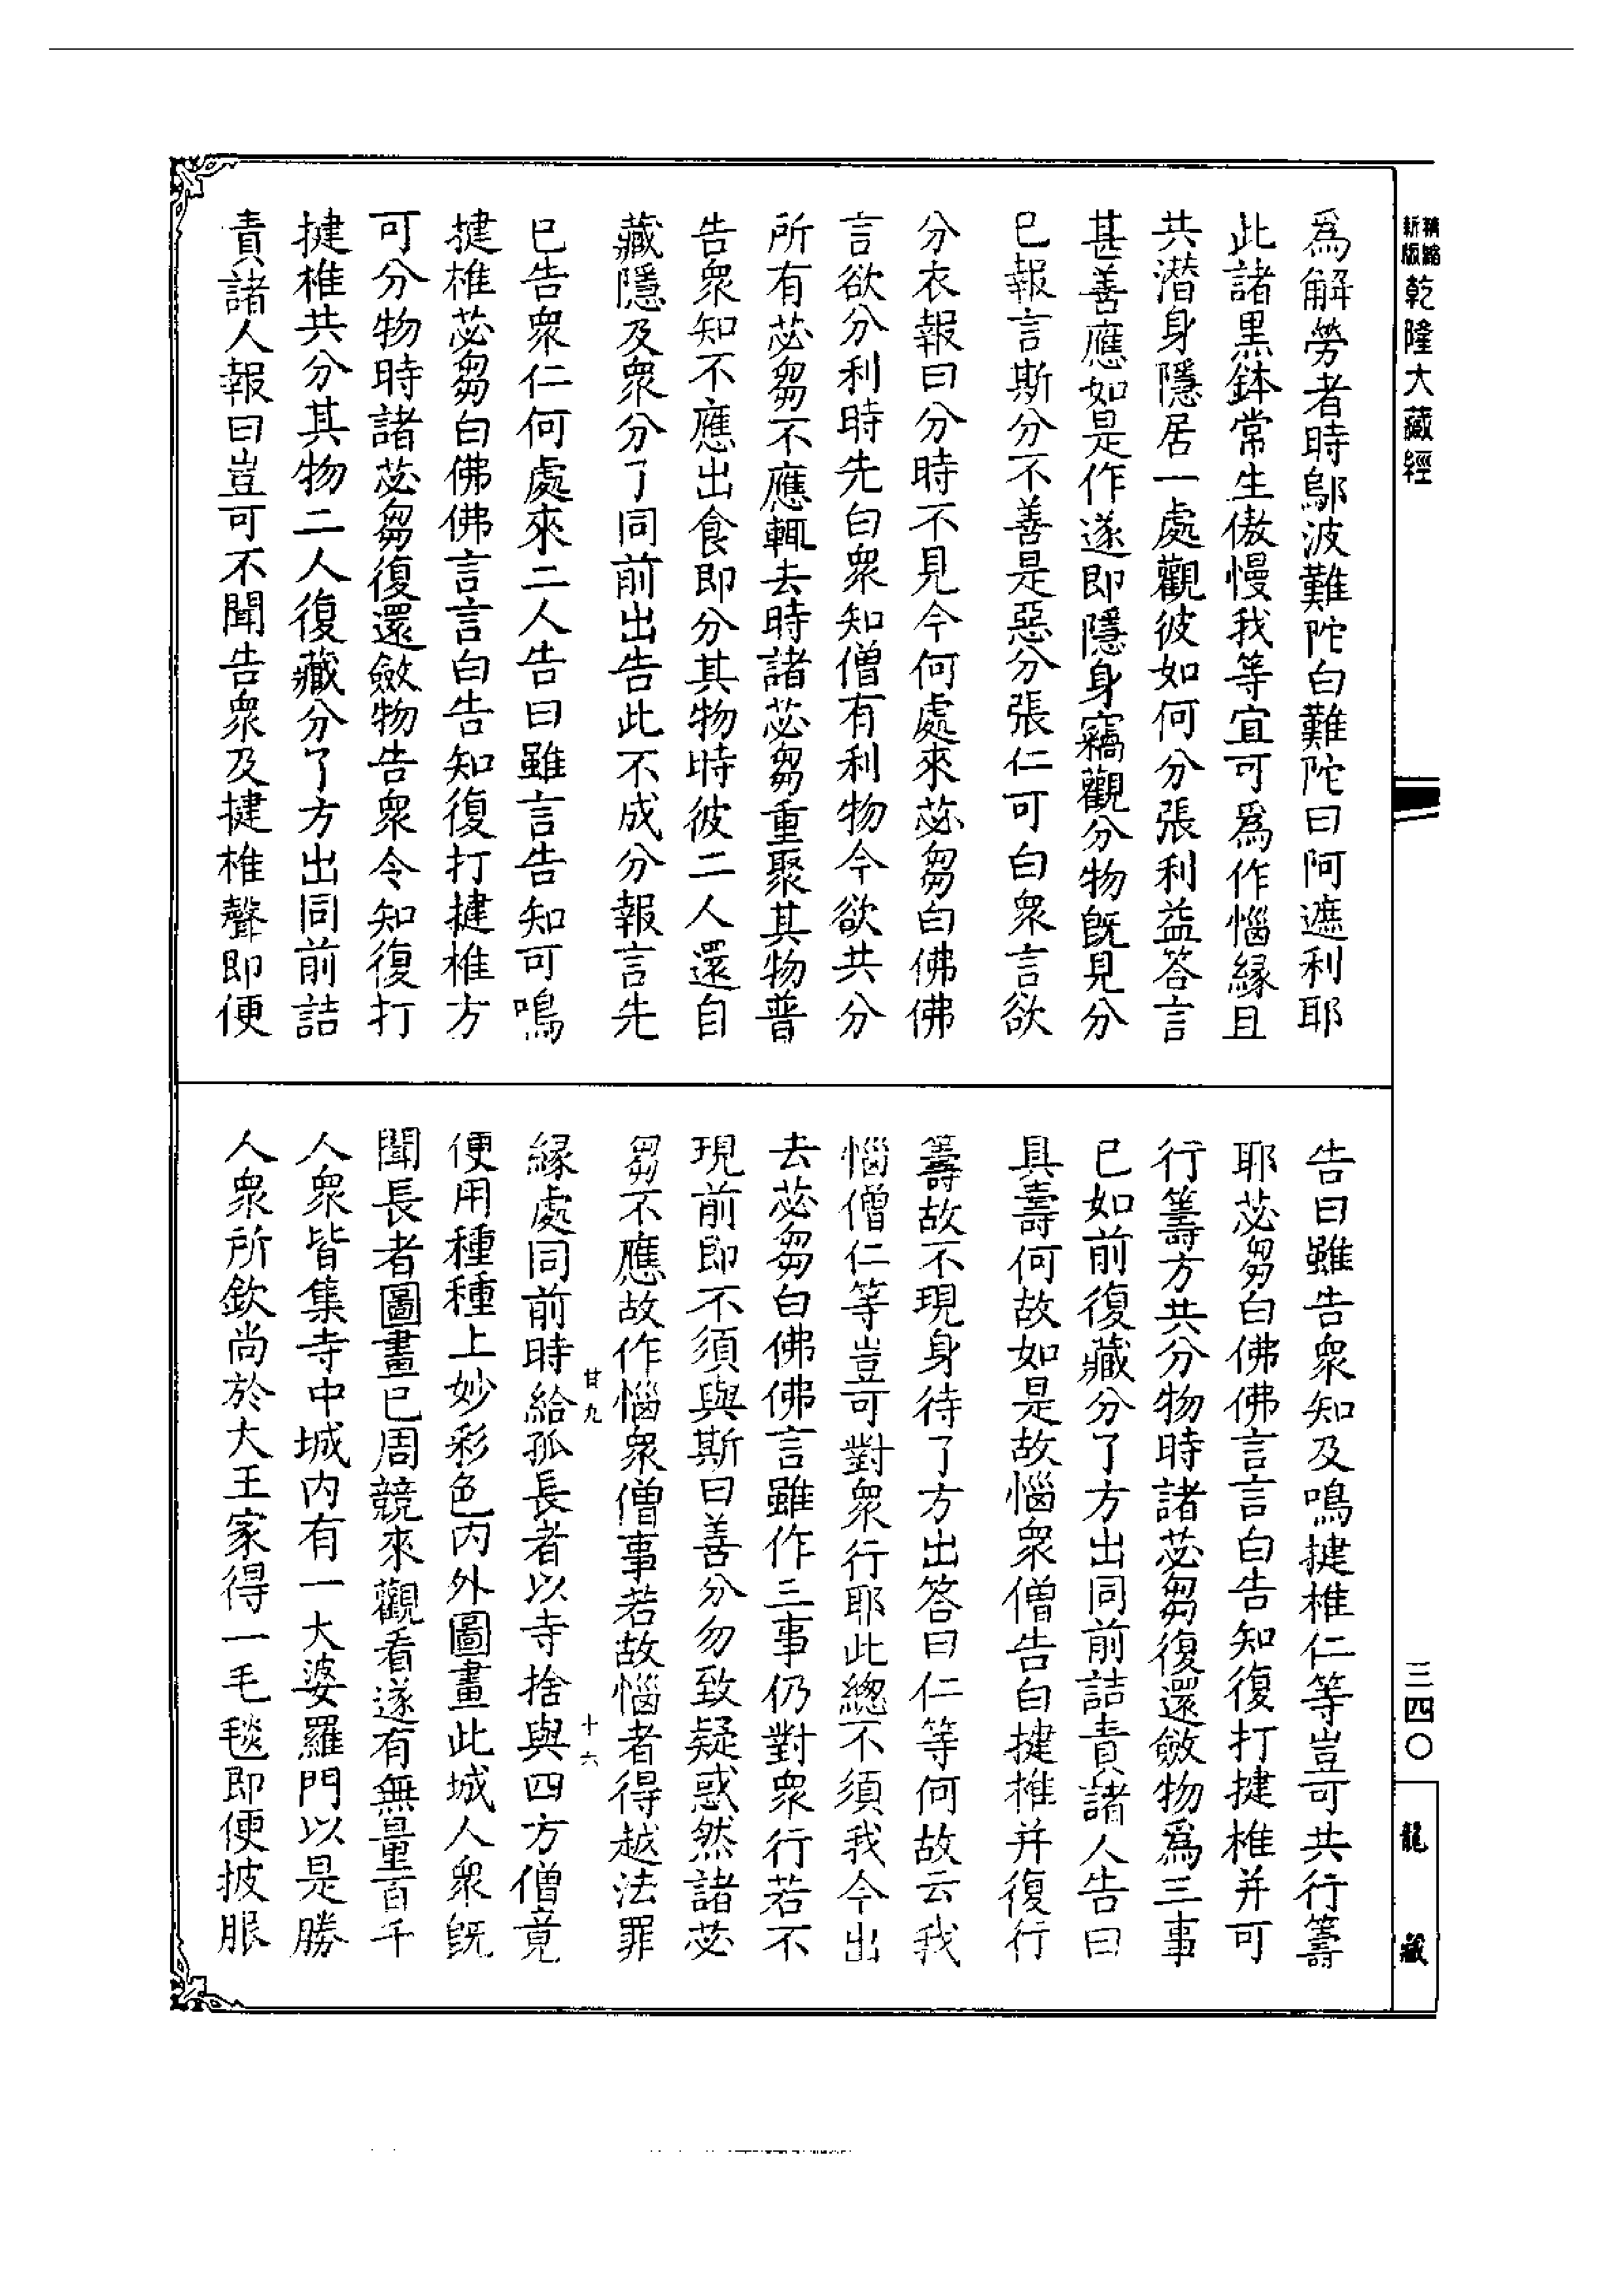 精縮新版乾隆大藏經
三四〇
龍藏
爲解勞者時鄔波難陀白難陀曰阿遮利耶
此諸黑鉢常生傲慢我等宜可爲作惱緣且
共潜身隱居一處觀彼如何分張利益答言
甚善應如是作遂即隱身竊觀分物旣見分
已報言斯分不善是惡分張仁可白衆言欲
分衣報曰分時不見今何處來苾芻白佛佛
言欲分利時先白衆知僧有利物今欲共分
所有苾芻不應輒去時諸苾芻重聚其物普
告衆知不應出食即分其物時彼二人還自
藏隱及衆分了同前出告此不成分報言先
已告衆仁何處來二人告曰雖言告知可鳴
揵椎苾芻白佛佛言言白告知復打揵椎方
可分物時諸苾芻復還斂物告衆令知復打
揵椎共分其物二人復藏分了方出同前詰
責諸人報曰豈可不聞告衆及揵椎聲即便
告曰雖告衆知及鳴揵椎仁等豈可共行籌
耶苾芻白佛佛言言白告知復打揵椎并可
行籌方共分物時諸苾芻復還斂物爲三事
已如前復藏分了方出同前詰責諸人告曰
具壽何故如是故惱衆僧告白揵椎并復行
籌故不現身待了方出答曰仁等何故云我
惱僧仁等豈可對衆行耶此總不須我今出
去苾芻白佛佛言雖作三事仍對衆行若不
現前即不須與斯曰善分勿致疑惑然諸苾
芻不應故作惱衆僧事若故惱者得越法罪
甘九
十六
緣處同前時給孤長者以寺捨與四方僧竟
便用種種上妙彩色内外圖畫此城人衆旣
聞長者圖畫已周競來觀看遂有無量百千
人衆皆集寺中城内有一大婆羅門以是勝
人衆所欽尚於大王家得一毛毯即便披服